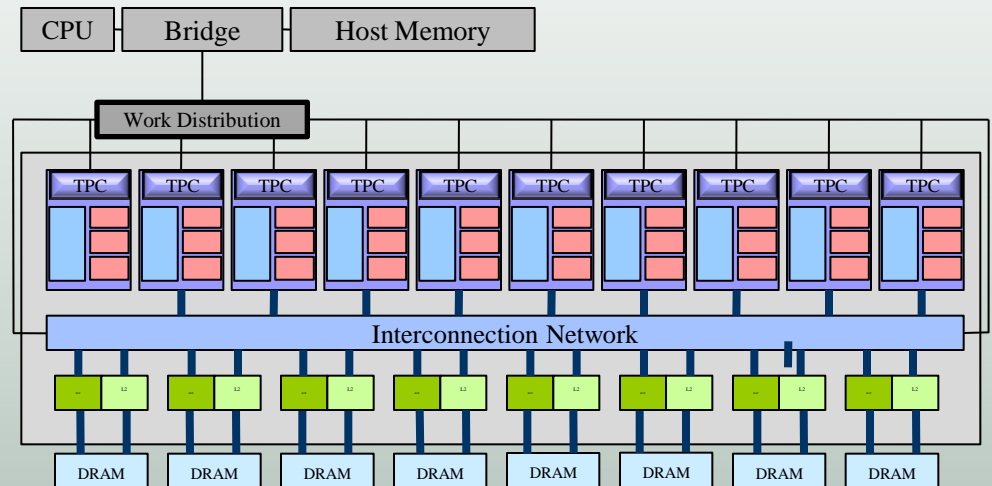 CPU
Bridge
Host Memory
Work Distribution
TPC TPC TPC TPC TPC TPC TPC TPC TPC TPC
Interconnection Network
L2 L2 L2 L2 L2 L2 L2 L2
DRAM DRAM DRAM DRAM DRAM DRAM DRAM DRAM